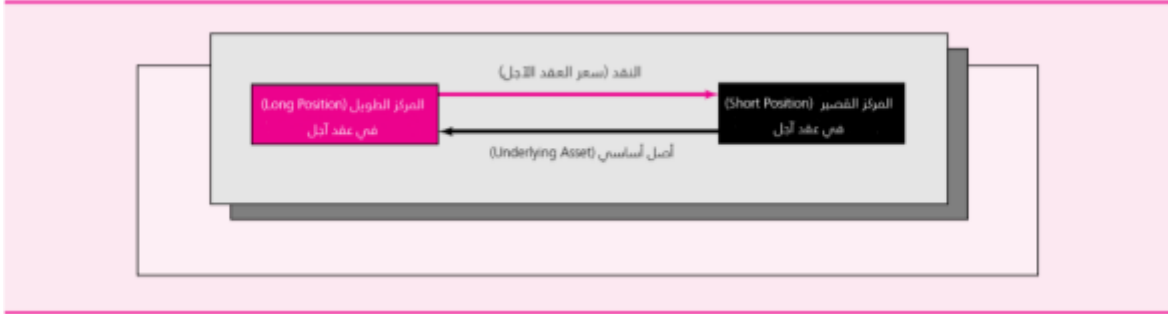 النقد (سعر العقد الآجل)
المركز الطويل (Long Position)
في عقد آجل
المركز القصير (Short Position)
في عقد آجل
أصل أساسي (Underlying Asset)